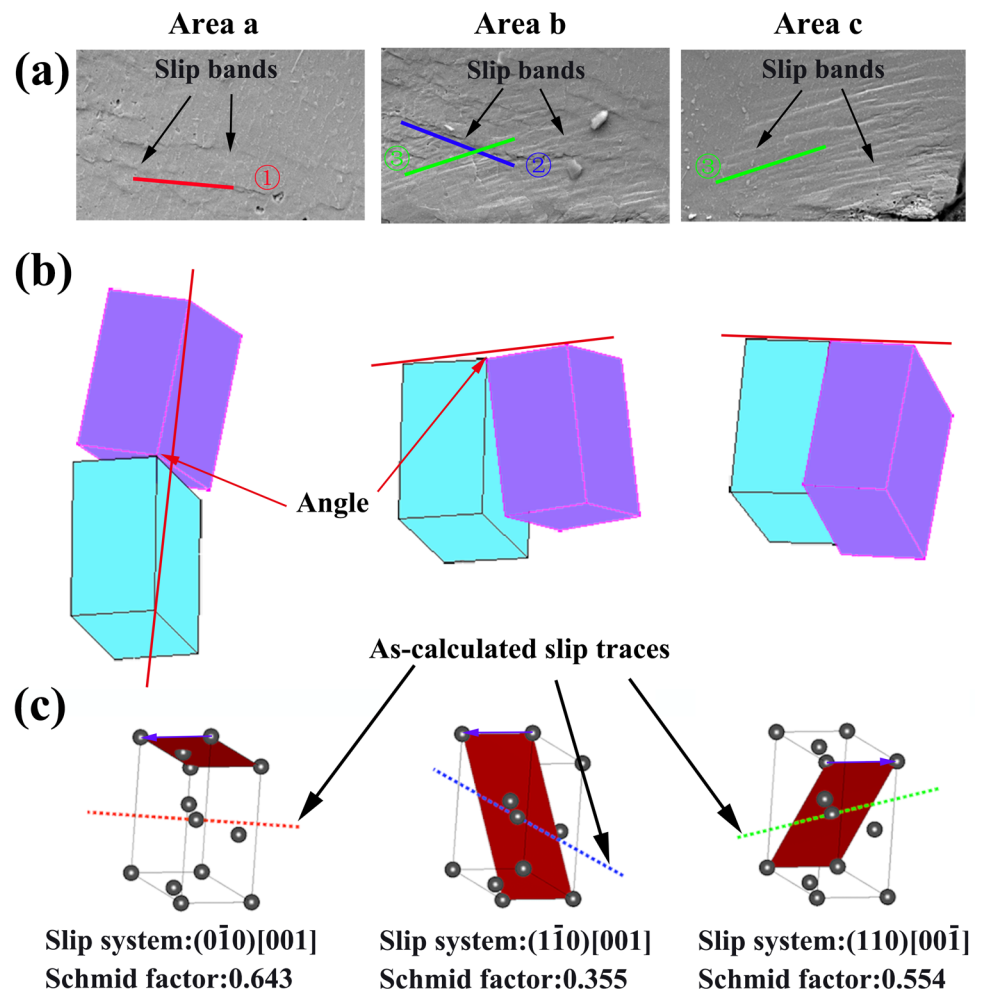 Area a Area b Area c
(a)
Slip bands Slip bands Slip bands
① ③ ② ③
(b)
Angle
As-calculated slip traces
(c)
Slip system:(01̄0)[001] Slip system:(11̄0)[001] Slip system:(110)[001̄]
Schmid factor:0.643 Schmid factor:0.355 Schmid factor:0.554